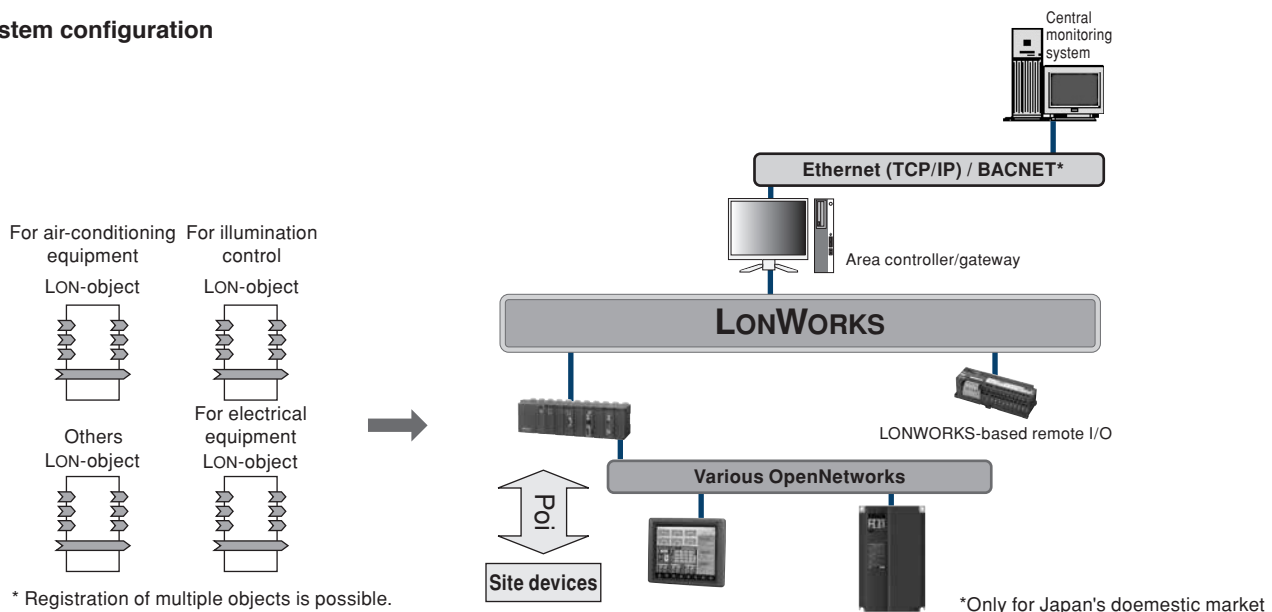 stem configuration
Central
monitoring
system
Ethernet (TCP/IP) / BACNET*
Area controller/gateway
LONWORKS
For air-conditioning
equipment
LON-object
For illumination
control
LON-object
Others
LON-object
For electrical
equipment
LON-object
LONWORKS-based remote I/O
Various OpenNetworks
Poi
Site devices
* Registration of multiple objects is possible.
*Only for Japan's doemestic market